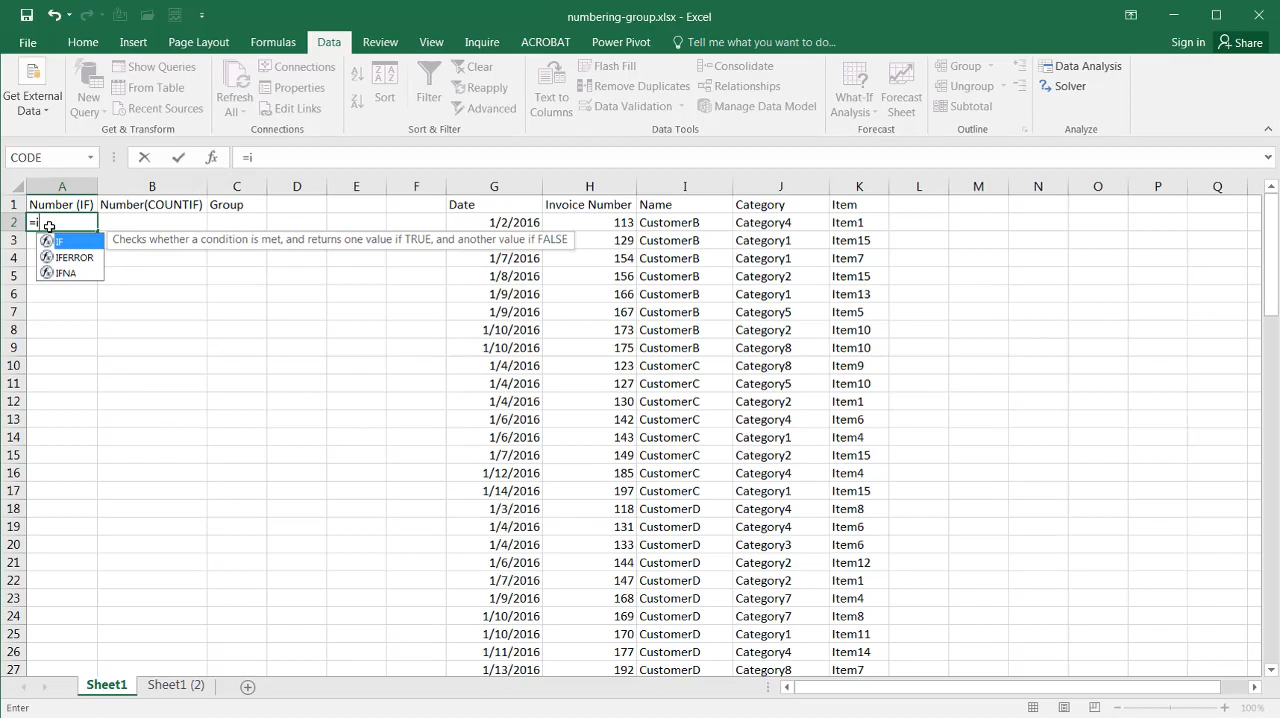 numbering-group.xlsx - Excel
File Home Insert Page Layout Formulas Data Review View Inquire ACROBAT Power Pivot Tell me what you want to do... Sign in Share
Get External Data
New Query
Show Queries
From Table
Recent Sources
Get & Transform
Refresh All
Connections
Properties
Edit Links
Connections
Sort
Filter
Clear
Reapply
Advanced
Sort & Filter
Text to Columns
Flash Fill
Remove Duplicates
Data Validation
Consolidate
Relationships
Manage Data Model
Data Tools
What-If Analysis
Forecast Sheet
Forecast
Group
Ungroup
Subtotal
Outline
Data Analysis
Solver
Analyze
CODE fx =i
A B C D E F G H I J K L M N O P Q
1 Number (IF) Number(COUNTIF) Group Date Invoice Number Name Category Item
2 =i 1/2/2016 113 CustomerB Category4 Item1
IF Checks whether a condition is met, and returns one value if TRUE, and another value if FALSE
IFERROR
IFNA
3 129 CustomerB Category1 Item15
4 1/7/2016 154 CustomerB Category1 Item7
5 1/8/2016 156 CustomerB Category2 Item15
6 1/9/2016 166 CustomerB Category1 Item13
7 1/9/2016 167 CustomerB Category5 Item5
8 1/10/2016 173 CustomerB Category2 Item10
9 1/10/2016 175 CustomerB Category8 Item10
10 1/4/2016 123 CustomerC Category8 Item9
11 1/4/2016 127 CustomerC Category5 Item10
12 1/4/2016 130 CustomerC Category2 Item1
13 1/6/2016 142 CustomerC Category4 Item6
14 1/6/2016 143 CustomerC Category1 Item4
15 1/7/2016 149 CustomerC Category2 Item15
16 1/12/2016 185 CustomerC Category4 Item4
17 1/14/2016 197 CustomerC Category1 Item15
18 1/3/2016 118 CustomerD Category4 Item8
19 1/4/2016 131 CustomerD Category4 Item6
20 1/4/2016 133 CustomerD Category3 Item6
21 1/6/2016 144 CustomerD Category2 Item12
22 1/7/2016 147 CustomerD Category2 Item1
23 1/9/2016 168 CustomerD Category7 Item4
24 1/10/2016 169 CustomerD Category7 Item8
25 1/10/2016 170 CustomerD Category1 Item11
26 1/11/2016 177 CustomerD Category4 Item14
27 1/13/2016 192 CustomerD Category8 Item7
Sheet1 Sheet1 (2)
Enter 100%